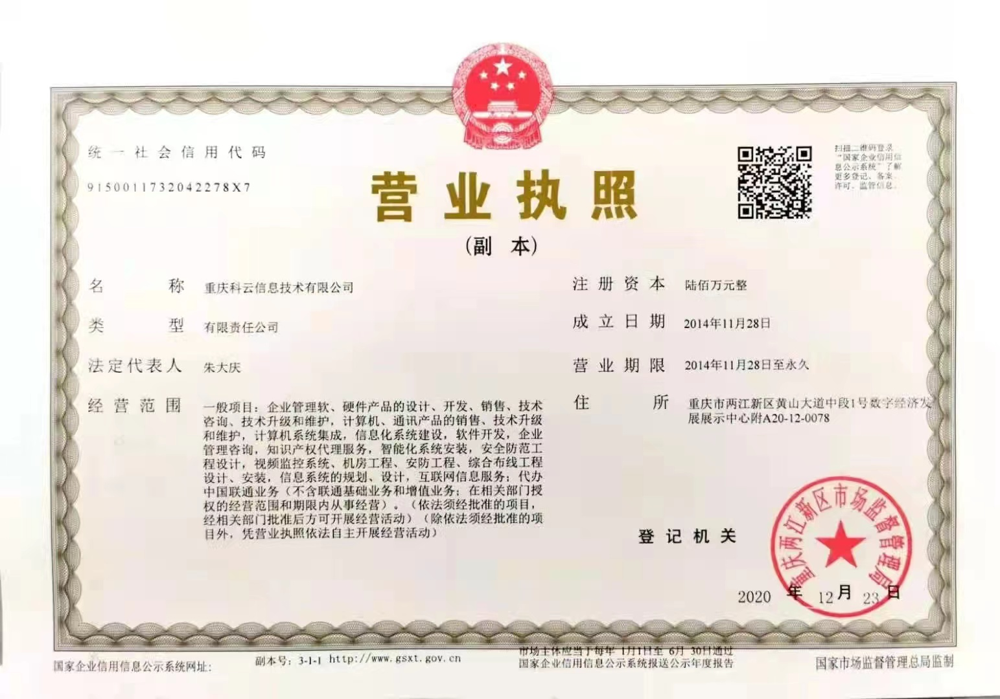 统一社会信用代码
9150011732042278X7
扫描二维码登录
“国家企业信用信
息公示系统”了解
更多登记、备案、
许可、监管信息。
营业执照
(副 本)
名 称 重庆科云信息技术有限公司
类 型 有限责任公司
法定代表人 朱大庆
经营范围 一般项目：企业管理软、硬件产品的设计、开发、销售、技术
咨询、技术升级和维护，计算机、通讯产品的销售、技术升级
和维护，计算机系统集成，信息化系统建设，软件开发，企业
管理咨询，知识产权代理服务，智能化系统安装，安全防范工
程设计，视频监控系统、机房工程、安防工程、综合布线工程
设计、安装，信息系统的规划、设计，互联网信息服务；代办
中国联通业务（不含联通基础业务和增值业务；在相关部门授
权的经营范围和期限内从事经营）。（依法须经批准的项目，
经相关部门批准后方可开展经营活动）（除依法须经批准的项
目外，凭营业执照依法自主开展经营活动）
注册资本 陆佰万元整
成立日期 2014年11月28日
营业期限 2014年11月28日至永久
住 所 重庆市两江新区黄山大道中段1号数字经济发
展展示中心附A20-12-0078
登记机关
重庆两江新区市场监督管理局
2020 年 12 月 23 日
国家企业信用信息公示系统网址:
副本号：3-1-1 http://www.gsxt.gov.cn
市场主体应当于每年 1月1日至 6月 30日通过
国家企业信用信息公示系统报送公示年度报告
国家市场监督管理总局监制